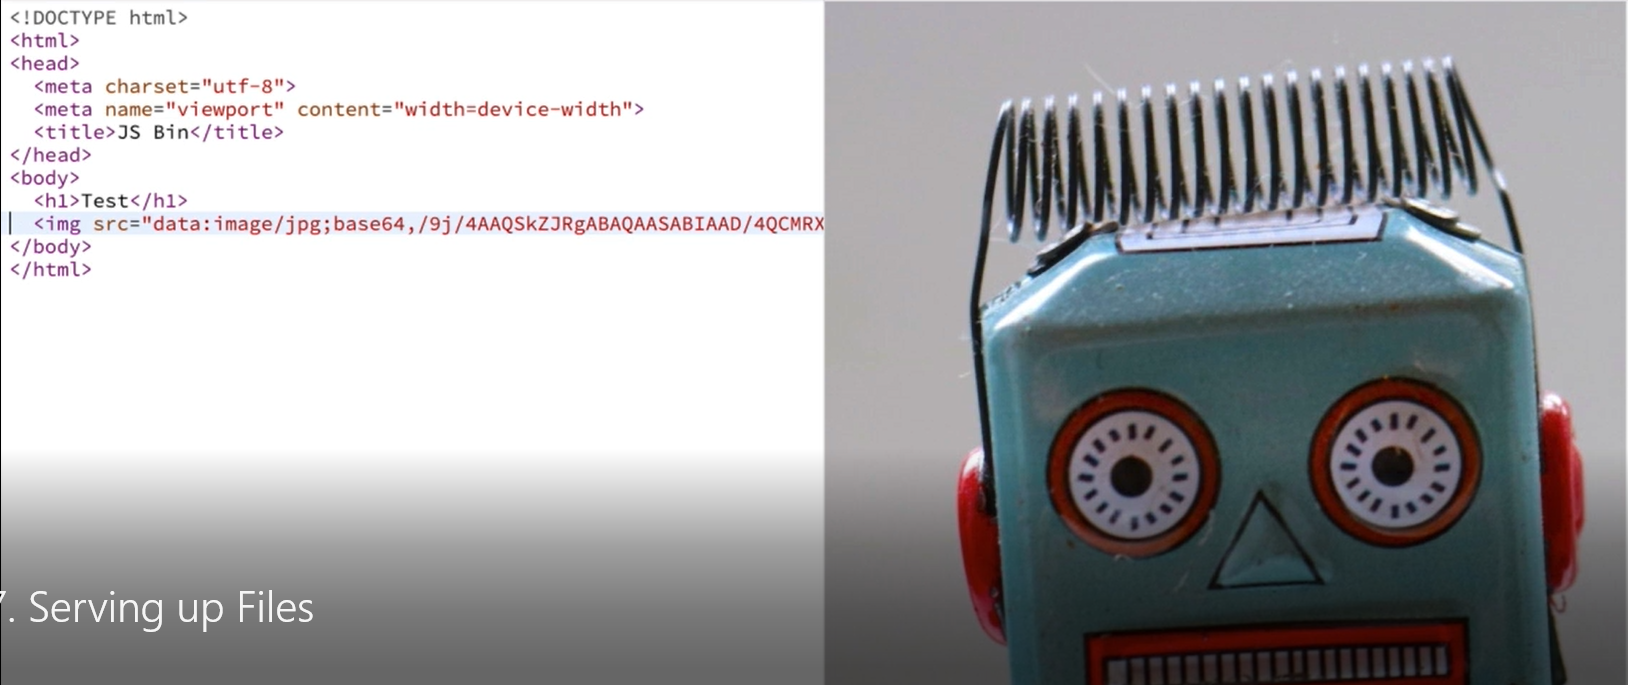 <!DOCTYPE html>
<html>
<head>
<meta charset="utf-8">
<meta name="viewport" content="width=device-width">
<title>JS Bin</title>
</head>
<body>
<h1>Test</h1>
<img src="data:image/jpg;base64,/9j/4AAQSkZJRgABAQAASABIAAD/4QCMRX
</body>
</html>
7. Serving up Files